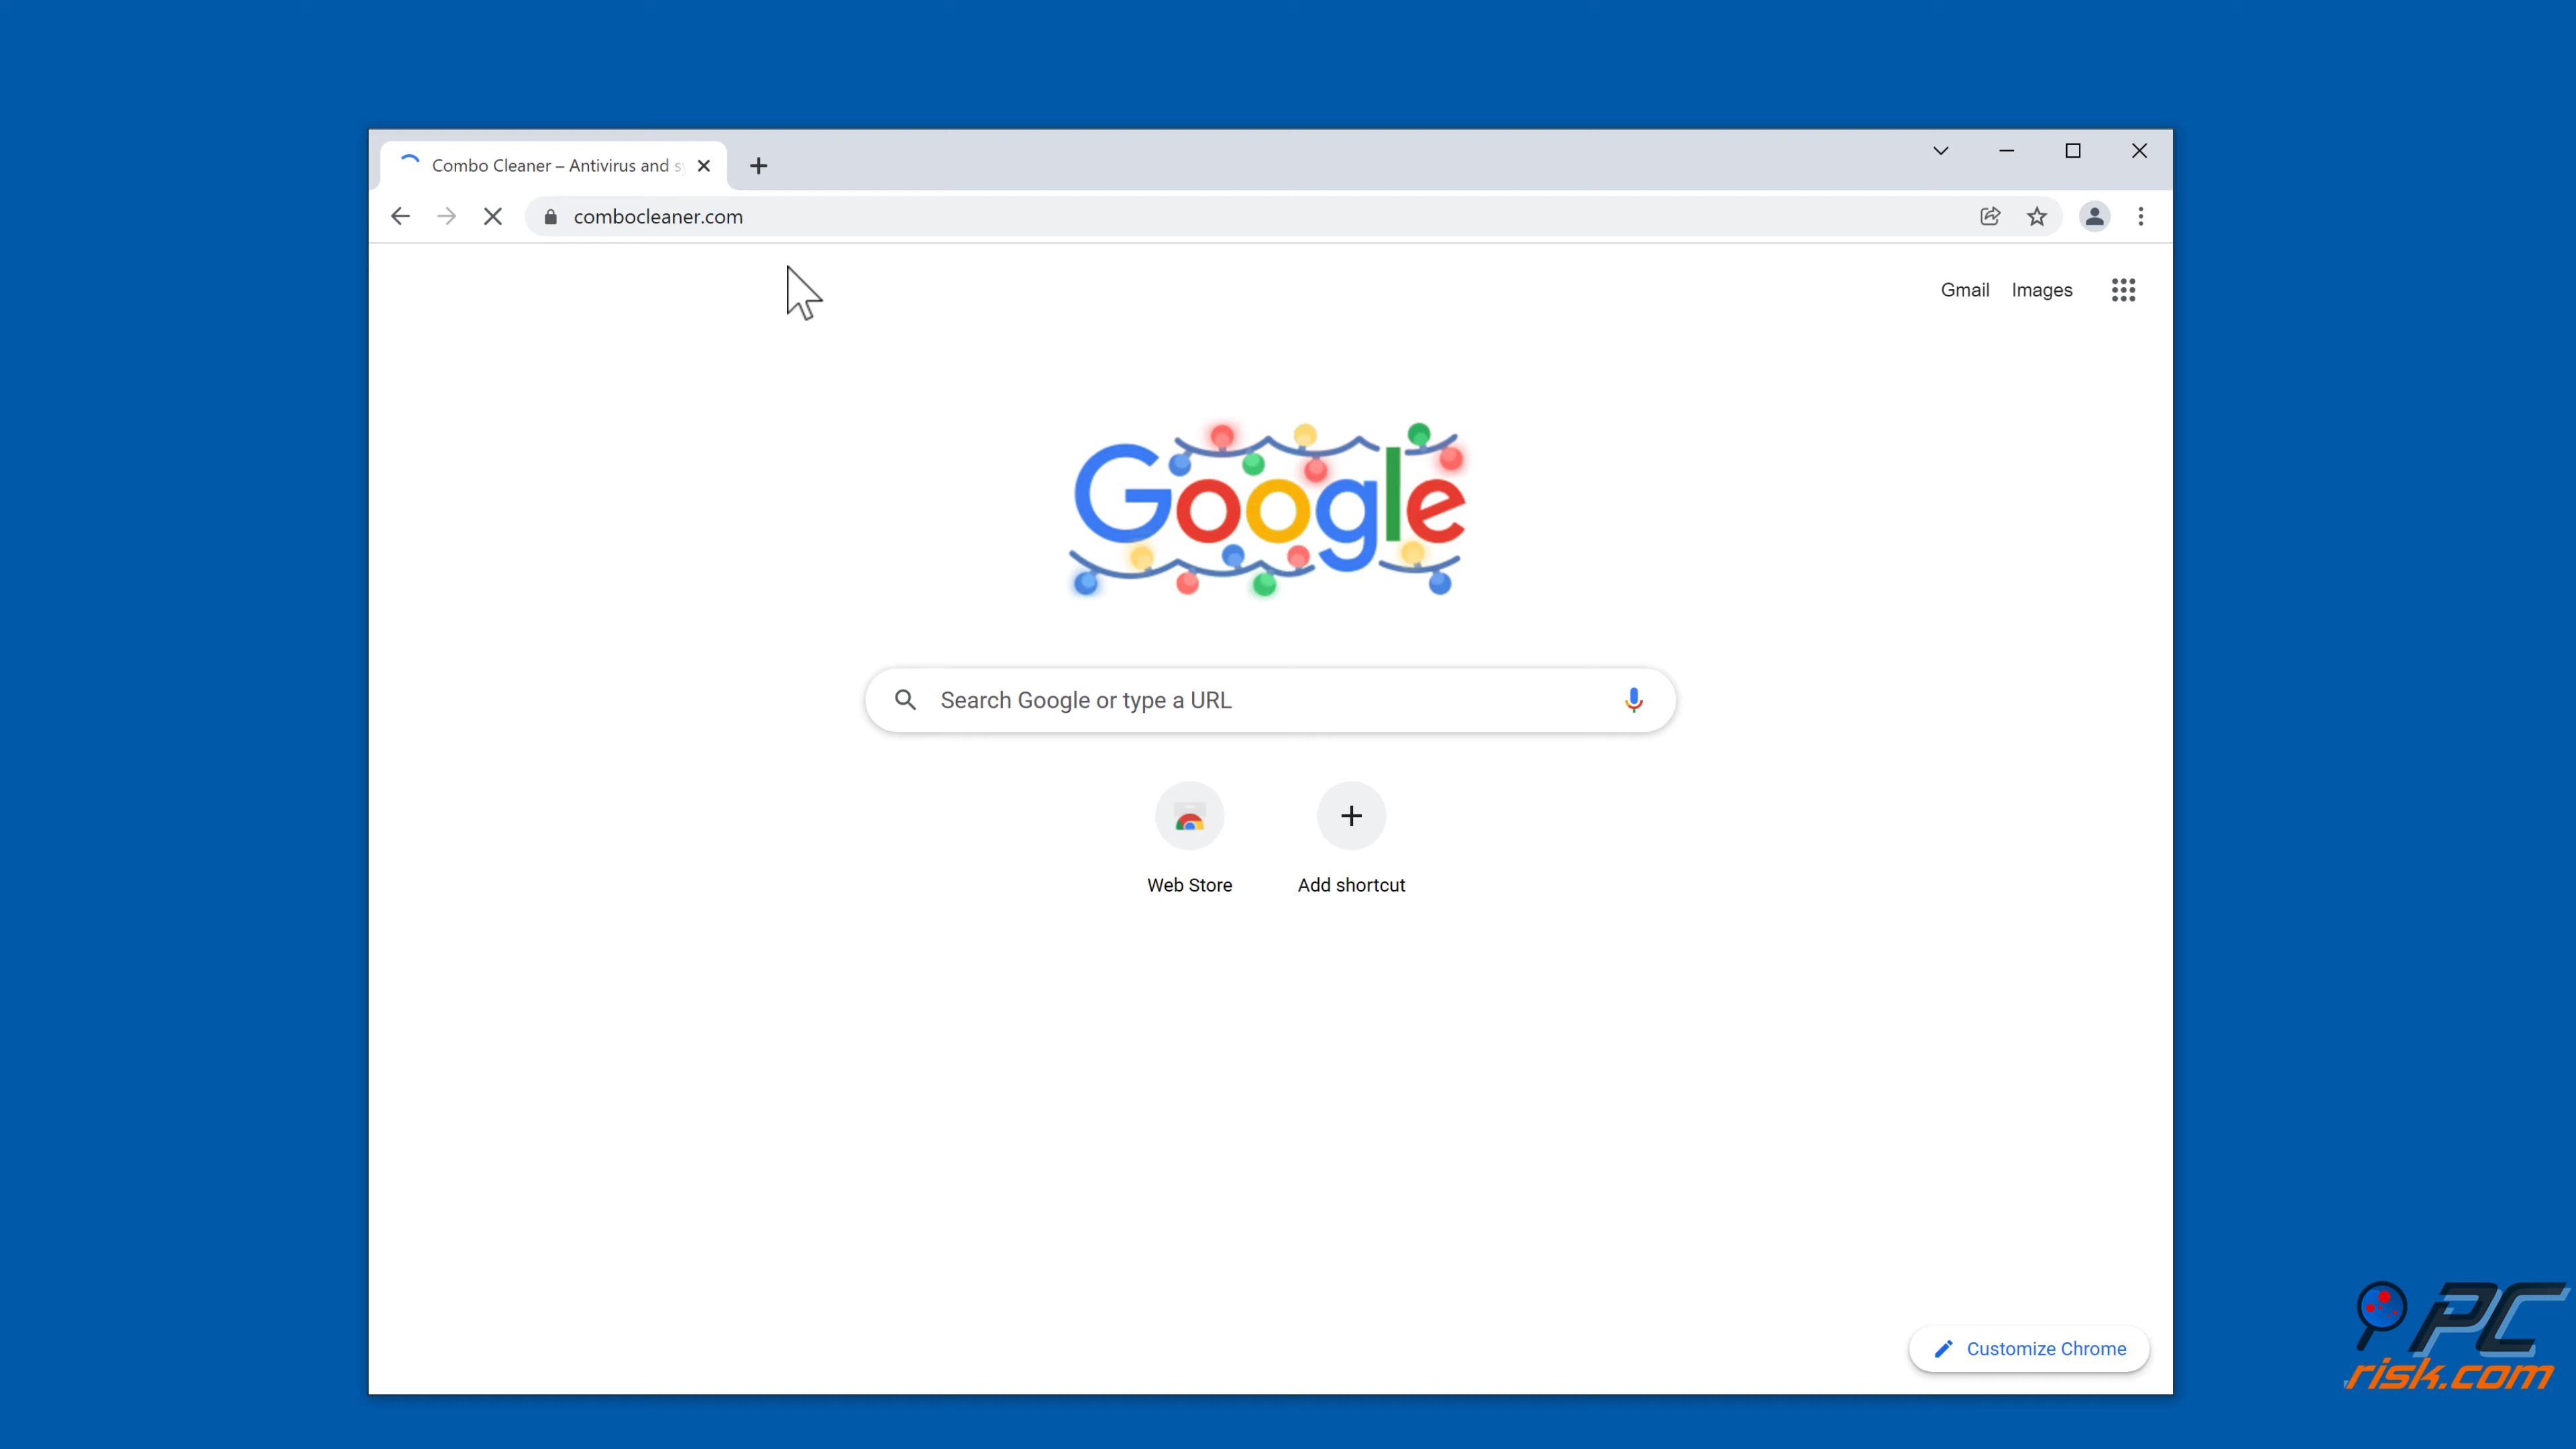 Combo Cleaner – Antivirus and sy
combocleaner.com
Gmail Images
Google
Search Google or type a URL
Web Store Add shortcut
Customize Chrome
PC
risk.com